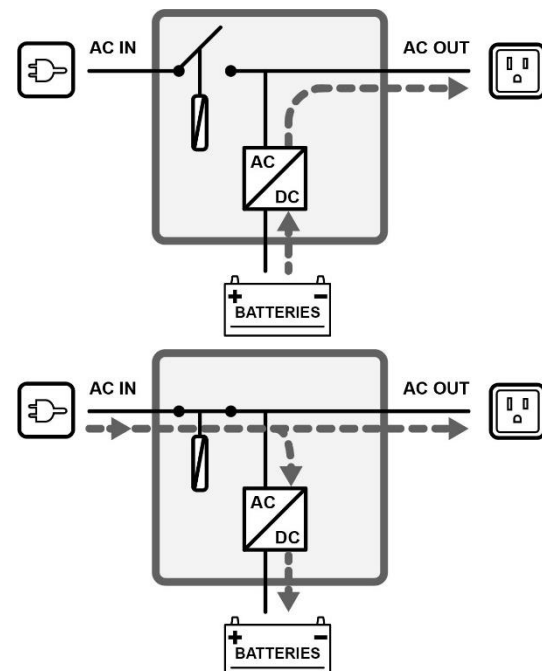 AC IN AC OUT
AC
DC
+ -
BATTERIES
AC IN AC OUT
AC
DC
+ -
BATTERIES